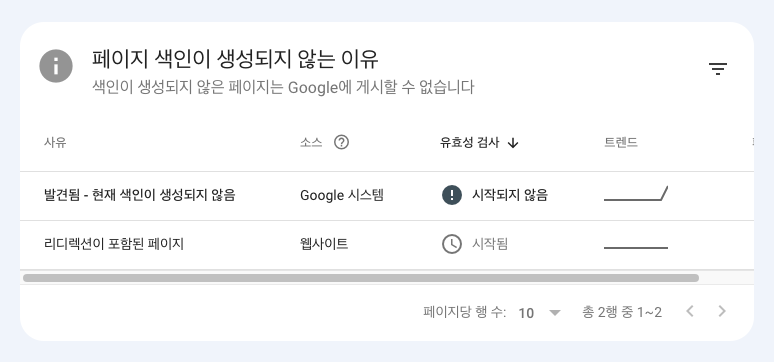 페이지 색인이 생성되지 않는 이유
색인이 생성되지 않은 페이지는 Google에 게시할 수 없습니다
사유 소스 유효성 검사 트렌드
발견됨 - 현재 색인이 생성되지 않음 Google 시스템 시작되지 않음
리디렉션이 포함된 페이지 웹사이트 시작됨
페이지당 행 수: 10 총 2행 중 1~2